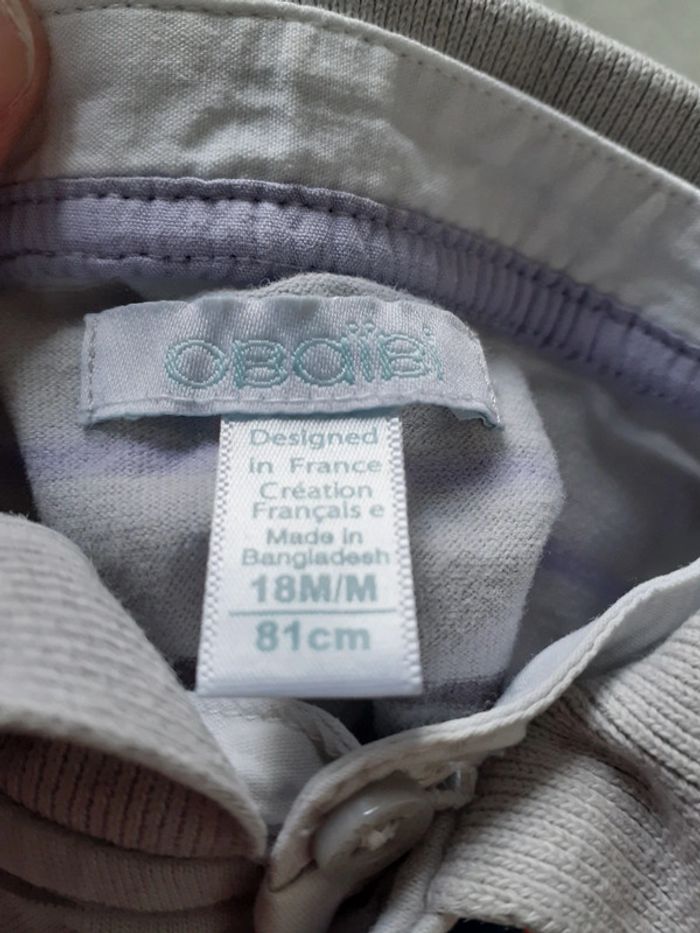 obaïbi
Designed
in France
Création
Français e
Made in
Bangladesh
18M/M
81cm